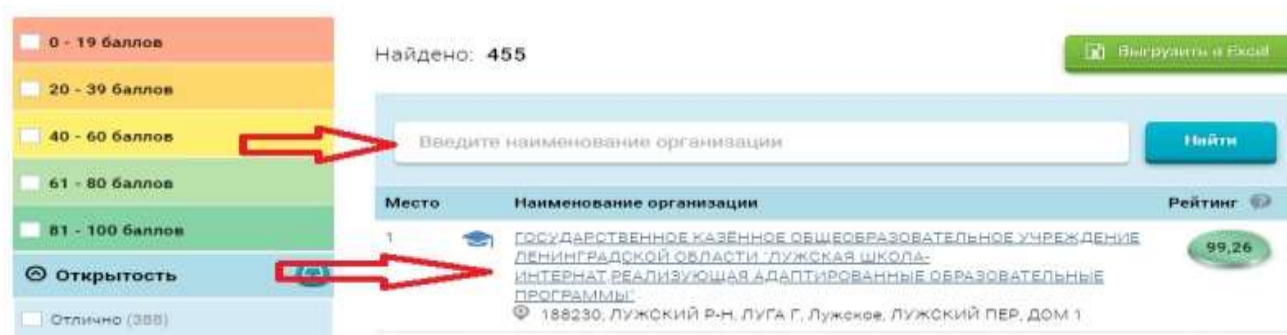 0 - 19 баллов
20 - 39 баллов
40 - 60 баллов
61 - 80 баллов
81 - 100 баллов
Открытость
Отлично (388)
Найдено: 455
Выгрузить в Excel
Введите наименование организации
Найти
Место Наименование организации Рейтинг
1 ГОСУДАРСТВЕННОЕ КАЗЁННОЕ ОБЩЕОБРАЗОВАТЕЛЬНОЕ УЧРЕЖДЕНИЕ
ЛЕНИНГРАДСКОЙ ОБЛАСТИ "ЛУЖСКАЯ ШКОЛА-
ИНТЕРНАТ,РЕАЛИЗУЮЩАЯ АДАПТИРОВАННЫЕ ОБРАЗОВАТЕЛЬНЫЕ
ПРОГРАММЫ"
99,26
188230, ЛУЖСКИЙ Р-Н, ЛУГА Г, Лужское, ЛУЖСКИЙ ПЕР, ДОМ 1